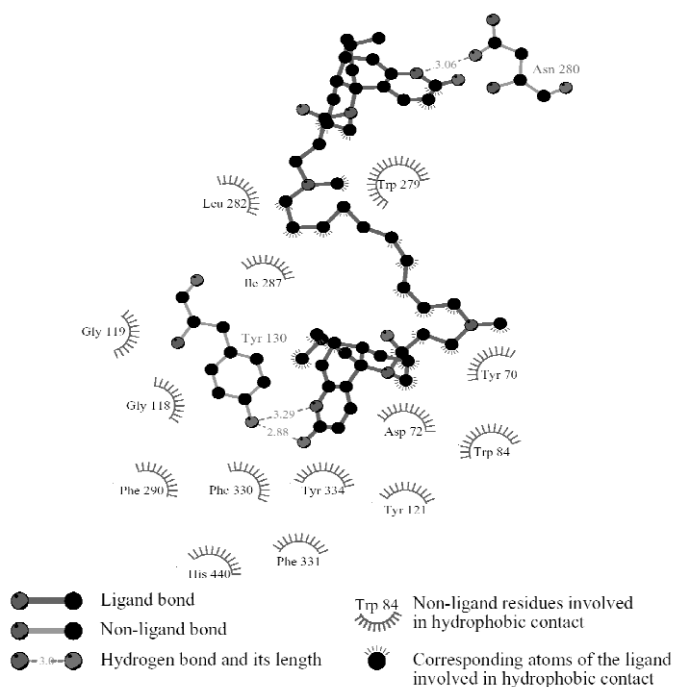 3.06
Asn 280
Trp 279
Leu 282
Ile 287
Gly 119
Tyr 130
Tyr 70
Gly 118
3.29
2.88
Asp 72
Trp 84
Phe 290
Phe 330
Tyr 334
Tyr 121
Phe 331
His 440
Ligand bond
Non-ligand bond
3.0 Hydrogen bond and its length
Trp 84 Non-ligand residues involved
in hydrophobic contact
Corresponding atoms of the ligand
involved in hydrophobic contact